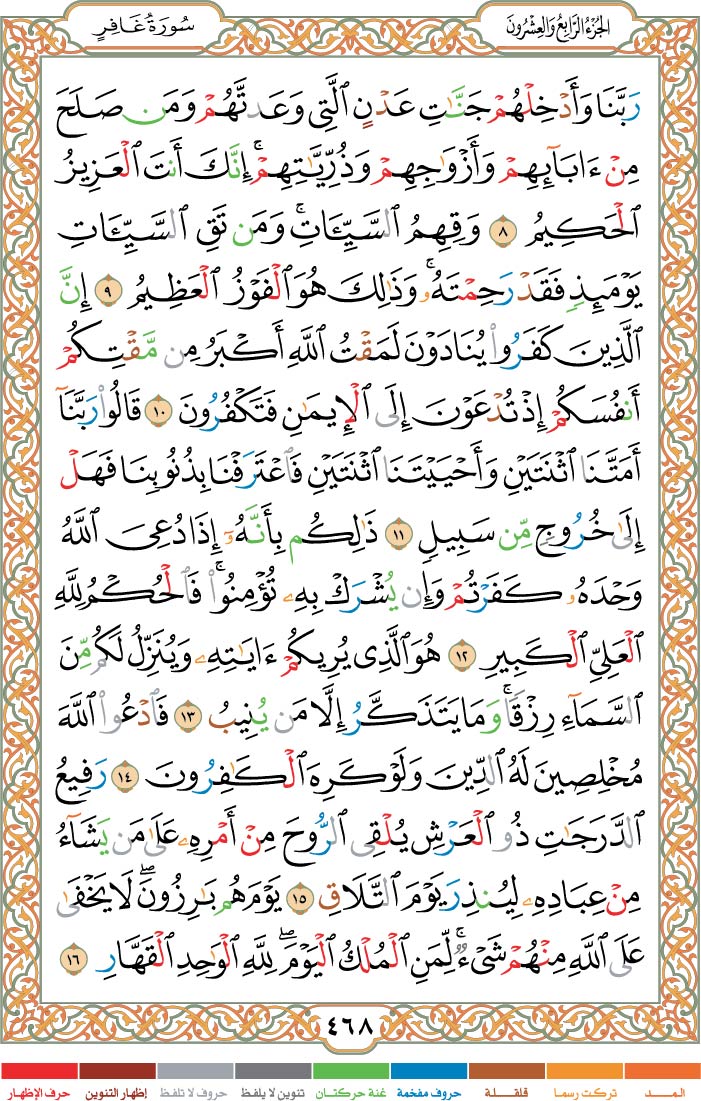 الجُزْءُ الرَّابِعُ وَالعِشْرُونَ
سُورَةُ غَافِرٍ
رَبَّنَا وَأَدْخِلْهُمْ جَنَّٰتِ عَدْنٍ ٱلَّتِى وَعَدتَّهُمْ وَمَن صَلَحَ
مِنْ ءَابَآئِهِمْ وَأَزْوَٰجِهِمْ وَذُرِّيَّٰتِهِمْ ۚ إِنَّكَ أَنتَ ٱلْعَزِيزُ
ٱلْحَكِيمُ ٨ وَقِهِمُ ٱلسَّيِّـَٔاتِ ۚ وَمَن تَقِ ٱلسَّيِّـَٔاتِ
يَوْمَئِذٍ فَقَدْ رَحِمْتَهُۥ ۚ وَذَٰلِكَ هُوَ ٱلْفَوْزُ ٱلْعَظِيمُ ٩ إِنَّ
ٱلَّذِينَ كَفَرُوا۟ يُنَادَوْنَ لَمَقْتُ ٱللَّهِ أَكْبَرُ مِن مَّقْتِكُمْ
أَنفُسَكُمْ إِذْ تُدْعَوْنَ إِلَى ٱلْإِيمَٰنِ فَتَكْفُرُونَ ١٠ قَالُوا۟ رَبَّنَآ
أَمَتَّنَا ٱثْنَتَيْنِ وَأَحْيَيْتَنَا ٱثْنَتَيْنِ فَٱعْتَرَفْنَا بِذُنُوبِنَا فَهَلْ
إِلَىٰ خُرُوجٍ مِّن سَبِيلٍ ١١ ذَٰلِكُم بِأَنَّهُۥٓ إِذَا دُعِىَ ٱللَّهُ
وَحْدَهُۥ كَفَرْتُمْ وَإِن يُشْرَكْ بِهِۦ تُؤْمِنُوا۟ ۚ فَٱلْحُكْمُ لِلَّهِ
ٱلْعَلِىِّ ٱلْكَبِيرِ ١٢ هُوَ ٱلَّذِى يُرِيكُمْ ءَايَٰتِهِۦ وَيُنَزِّلُ لَكُم مِّنَ
ٱلسَّمَآءِ رِزْقًا ۚ وَمَا يَتَذَكَّرُ إِلَّا مَن يُنِيبُ ١٣ فَٱدْعُوا۟ ٱللَّهَ
مُخْلِصِينَ لَهُ ٱلدِّينَ وَلَوْ كَرِهَ ٱلْكَٰفِرُونَ ١٤ رَفِيعُ
ٱلدَّرَجَٰتِ ذُو ٱلْعَرْشِ يُلْقِى ٱلرُّوحَ مِنْ أَمْرِهِۦ عَلَىٰ مَن يَشَآءُ
مِنْ عِبَادِهِۦ لِيُنذِرَ يَوْمَ ٱلتَّلَاقِ ١٥ يَوْمَ هُم بَٰرِزُونَ ۖ لَا يَخْفَىٰ
عَلَى ٱللَّهِ مِنْهُمْ شَىْءٌ ۚ لِّمَنِ ٱلْمُلْكُ ٱلْيَوْمَ ۖ لِلَّهِ ٱلْوَٰحِدِ ٱلْقَهَّارِ ١٦
٤٦٨
المـــد تركت رسما قلقـلة حروف مفخمة غنة حركتان تنوين لا يلفظ حروف لا تلفظ إظهار التنوين حرف الإظهار